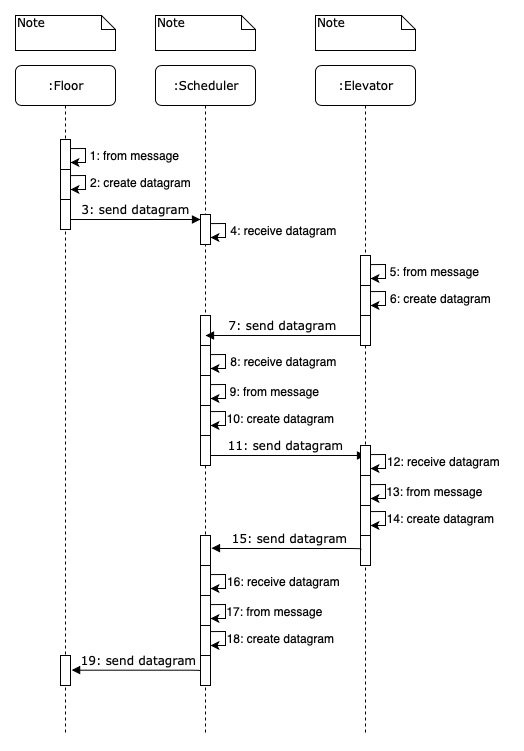 Note
Note
Note
:Floor
:Scheduler
:Elevator
1: from message
2: create datagram
3: send datagram
4: receive datagram
5: from message
6: create datagram
7: send datagram
8: receive datagram
9: from message
10: create datagram
11: send datagram
12: receive datagram
13: from message
14: create datagram
15: send datagram
16: receive datagram
17: from message
18: create datagram
19: send datagram